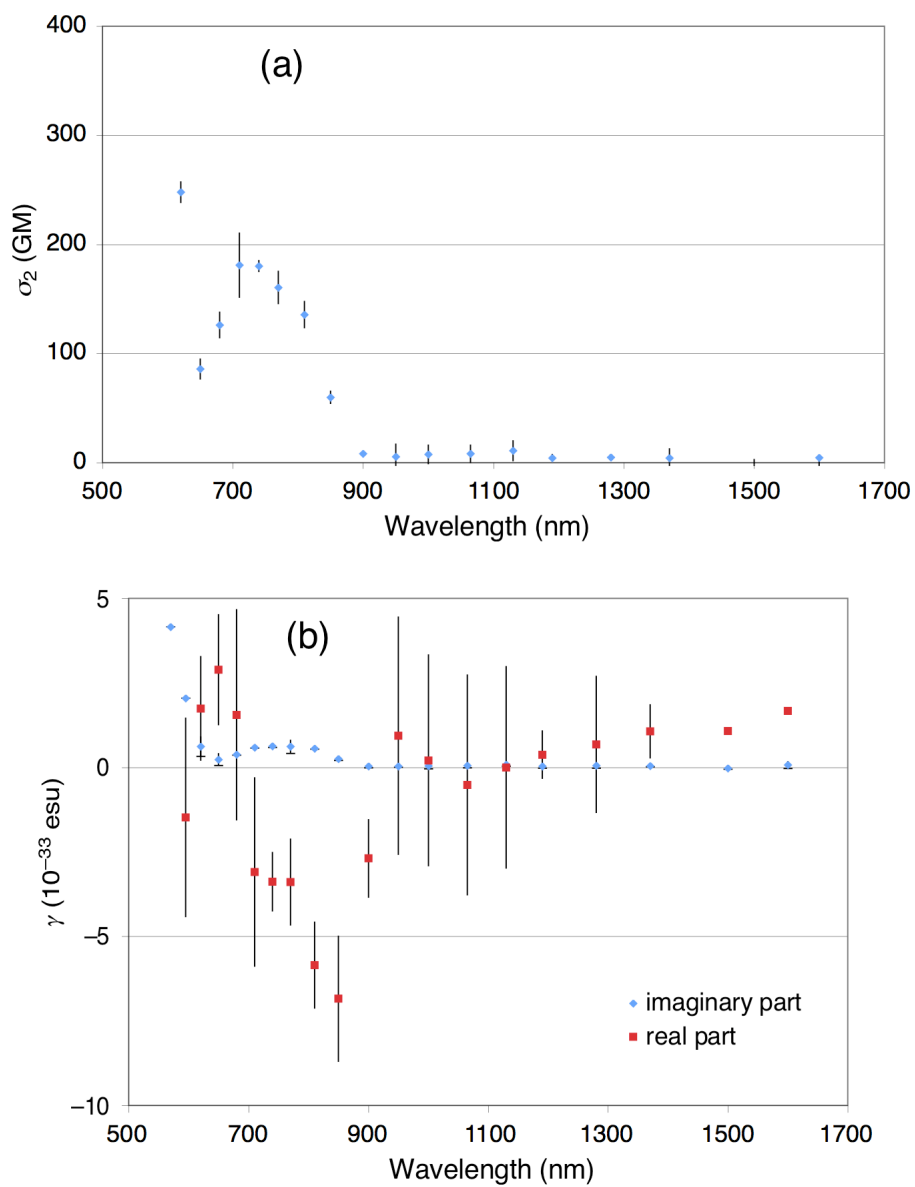 400
(a)
300
200
100
0
σ₂ (GM)
500 700 900 1100 1300 1500 1700
Wavelength (nm)
5
(b)
0
−5
−10
γ (10⁻³³ esu)
imaginary part
real part
500 700 900 1100 1300 1500 1700
Wavelength (nm)